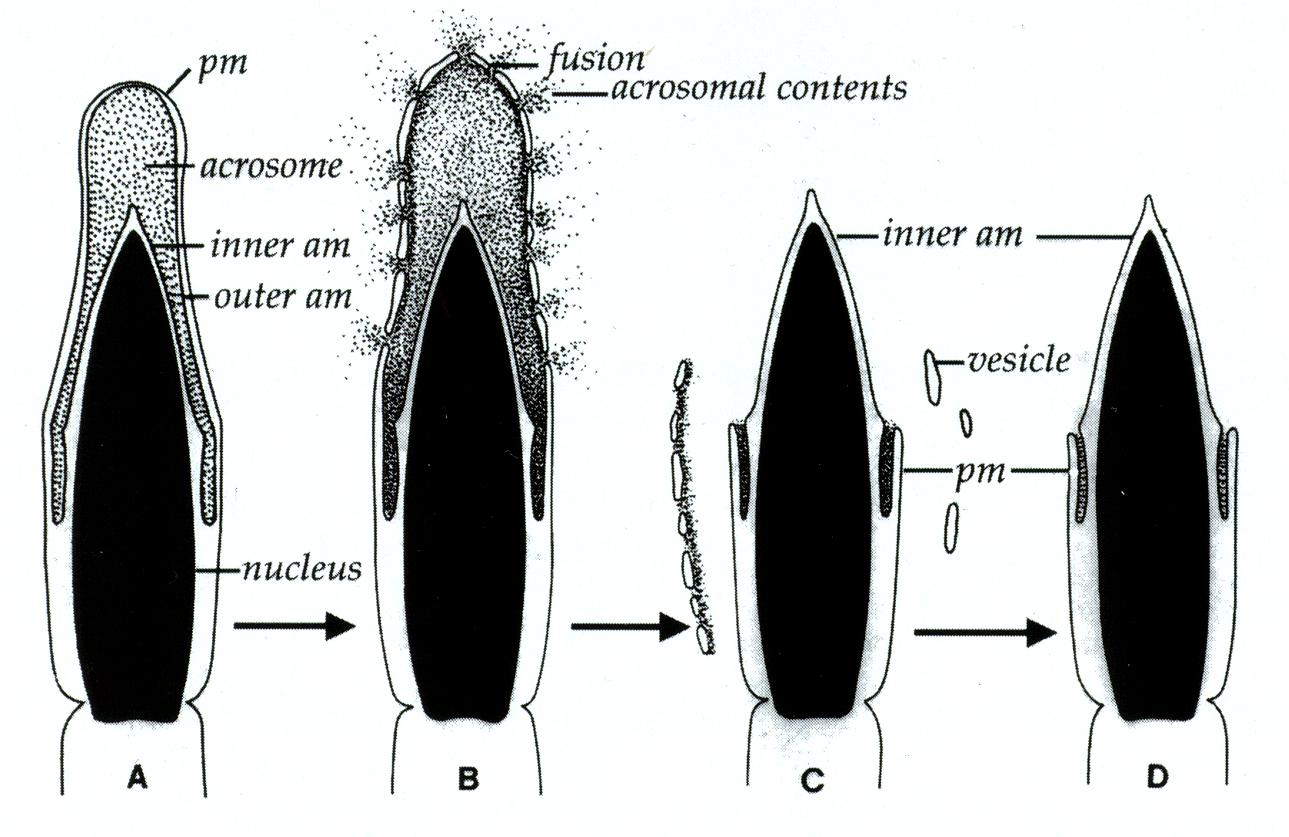 pm
acrosome
inner am
outer am
nucleus
A
fusion
acrosomal contents
B
inner am
vesicle
pm
C
D